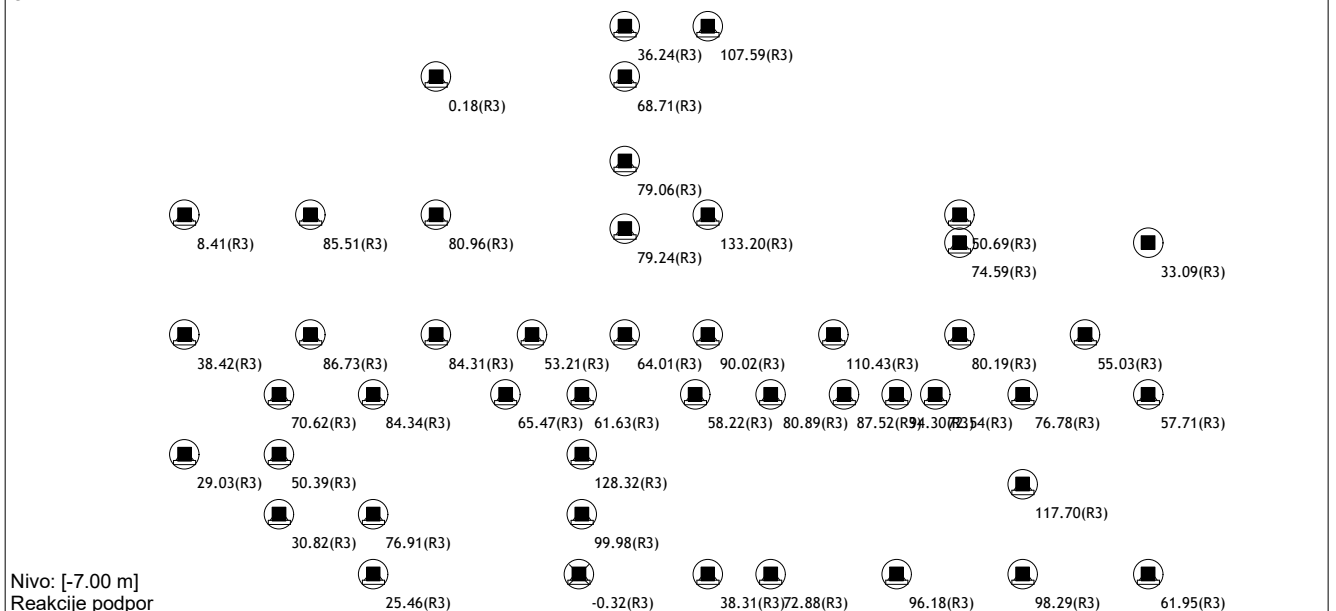 36.24(R3) 107.59(R3)
0.18(R3) 68.71(R3)
79.06(R3)
8.41(R3) 85.51(R3) 80.96(R3) 79.24(R3) 133.20(R3) 50.69(R3)
74.59(R3) 33.09(R3)
38.42(R3) 86.73(R3) 84.31(R3) 53.21(R3) 64.01(R3) 90.02(R3) 110.43(R3) 80.19(R3) 55.03(R3)
70.62(R3) 84.34(R3) 65.47(R3) 61.63(R3) 58.22(R3) 80.89(R3) 87.52(R3) 94.30(R3) 72.54(R3) 76.78(R3) 57.71(R3)
29.03(R3) 50.39(R3) 128.32(R3)
117.70(R3)
30.82(R3) 76.91(R3) 99.98(R3)
Nivo: [-7.00 m]
Reakcije podpor
25.46(R3) -0.32(R3) 38.31(R3) 72.88(R3) 96.18(R3) 98.29(R3) 61.95(R3)